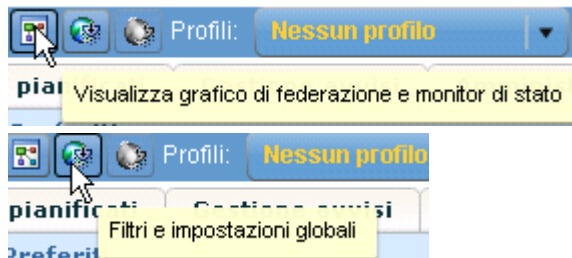 Profili: Nessun profilo
Visualizza grafico di federazione e monitor di stato
Profili: Nessun profilo
pianificati Gestione avvisi
Filtri e impostazioni globali
Preferiti